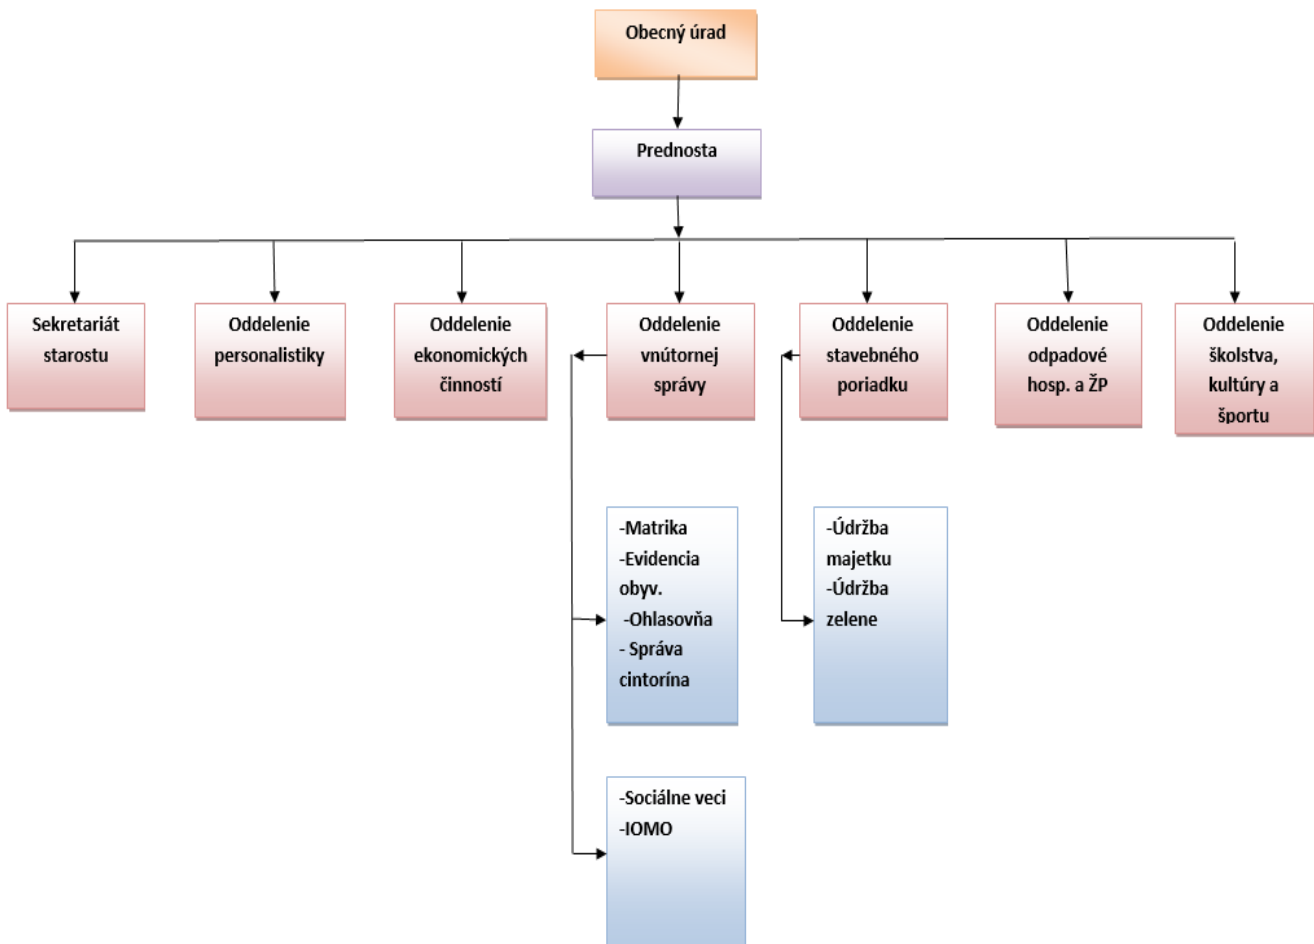 Obecný úrad
Prednosta
Sekretariát
starostu
Oddelenie
personalistiky
Oddelenie
ekonomických
činností
Oddelenie
vnútornej
správy
Oddelenie
stavebného
poriadku
Oddelenie
odpadové
hosp. a ŽP
Oddelenie
školstva,
kultúry a
športu
-Matrika
-Evidencia
obyv.
-Ohlasovňa
- Správa
cintorína
-Údržba
majetku
-Údržba
zelene
-Sociálne veci
-IOMO